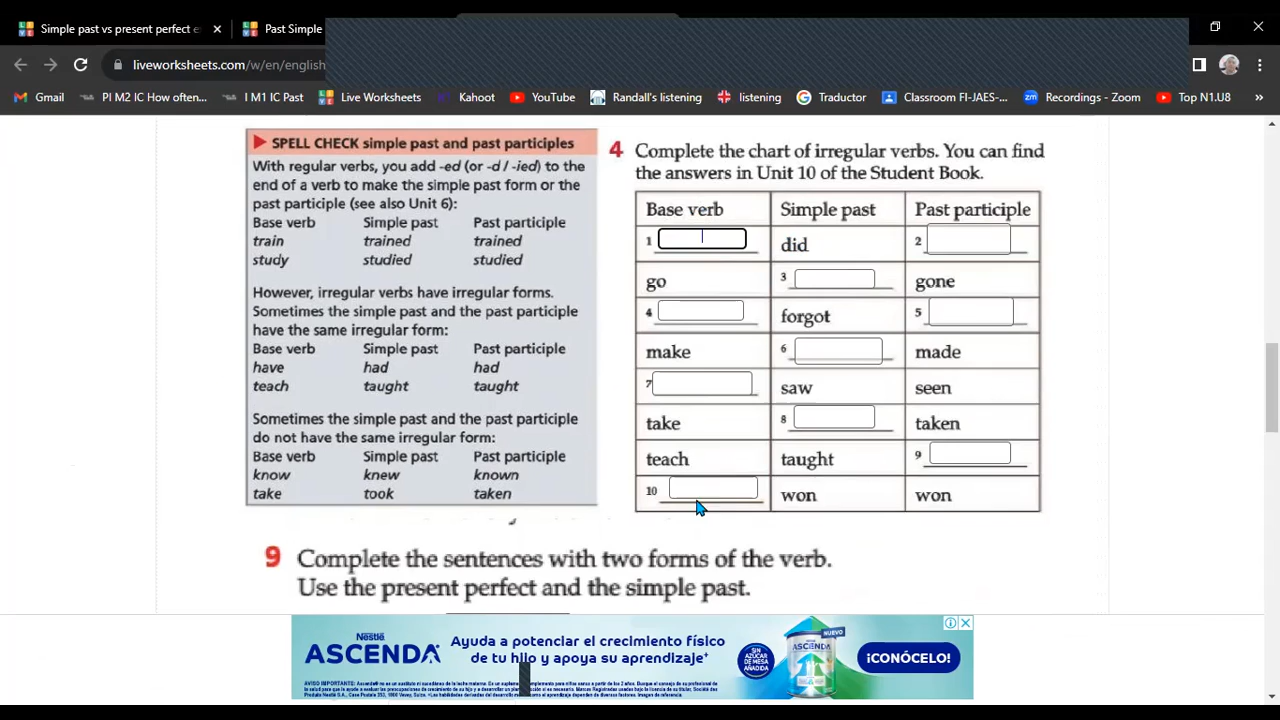 Simple past vs present perfect e
Past Simple
liveworksheets.com/w/en/english
Gmail
PI M2 IC How often...
I M1 IC Past
Live Worksheets
Kahoot
YouTube
Randall's listening
listening
Traductor
Classroom FI-JAES-...
Recordings - Zoom
Top N1.U8
»
SPELL CHECK simple past and past participles
With regular verbs, you add -ed (or -d / -ied) to the
end of a verb to make the simple past form or the
past participle (see also Unit 6):
Base verb Simple past Past participle
train trained trained
study studied studied
However, irregular verbs have irregular forms.
Sometimes the simple past and the past participle
have the same irregular form:
Base verb Simple past Past participle
have had had
teach taught taught
Sometimes the simple past and the past participle
do not have the same irregular form:
Base verb Simple past Past participle
know knew known
take took taken
4 Complete the chart of irregular verbs. You can find
the answers in Unit 10 of the Student Book.
Base verb Simple past Past participle
1 did 2
go 3 gone
4 forgot 5
make 6 made
7 saw seen
take 8 taken
teach taught 9
10 won won
9 Complete the sentences with two forms of the verb.
Use the present perfect and the simple past.
Nestlé
ASCENDA
Ayuda a potenciar el crecimiento físico
de tu hijo y apoya su aprendizaje
SIN
AZÚCAR
DE MESA
AÑADIDA
NUEVO
ASCENDA
¡CONÓCELO!